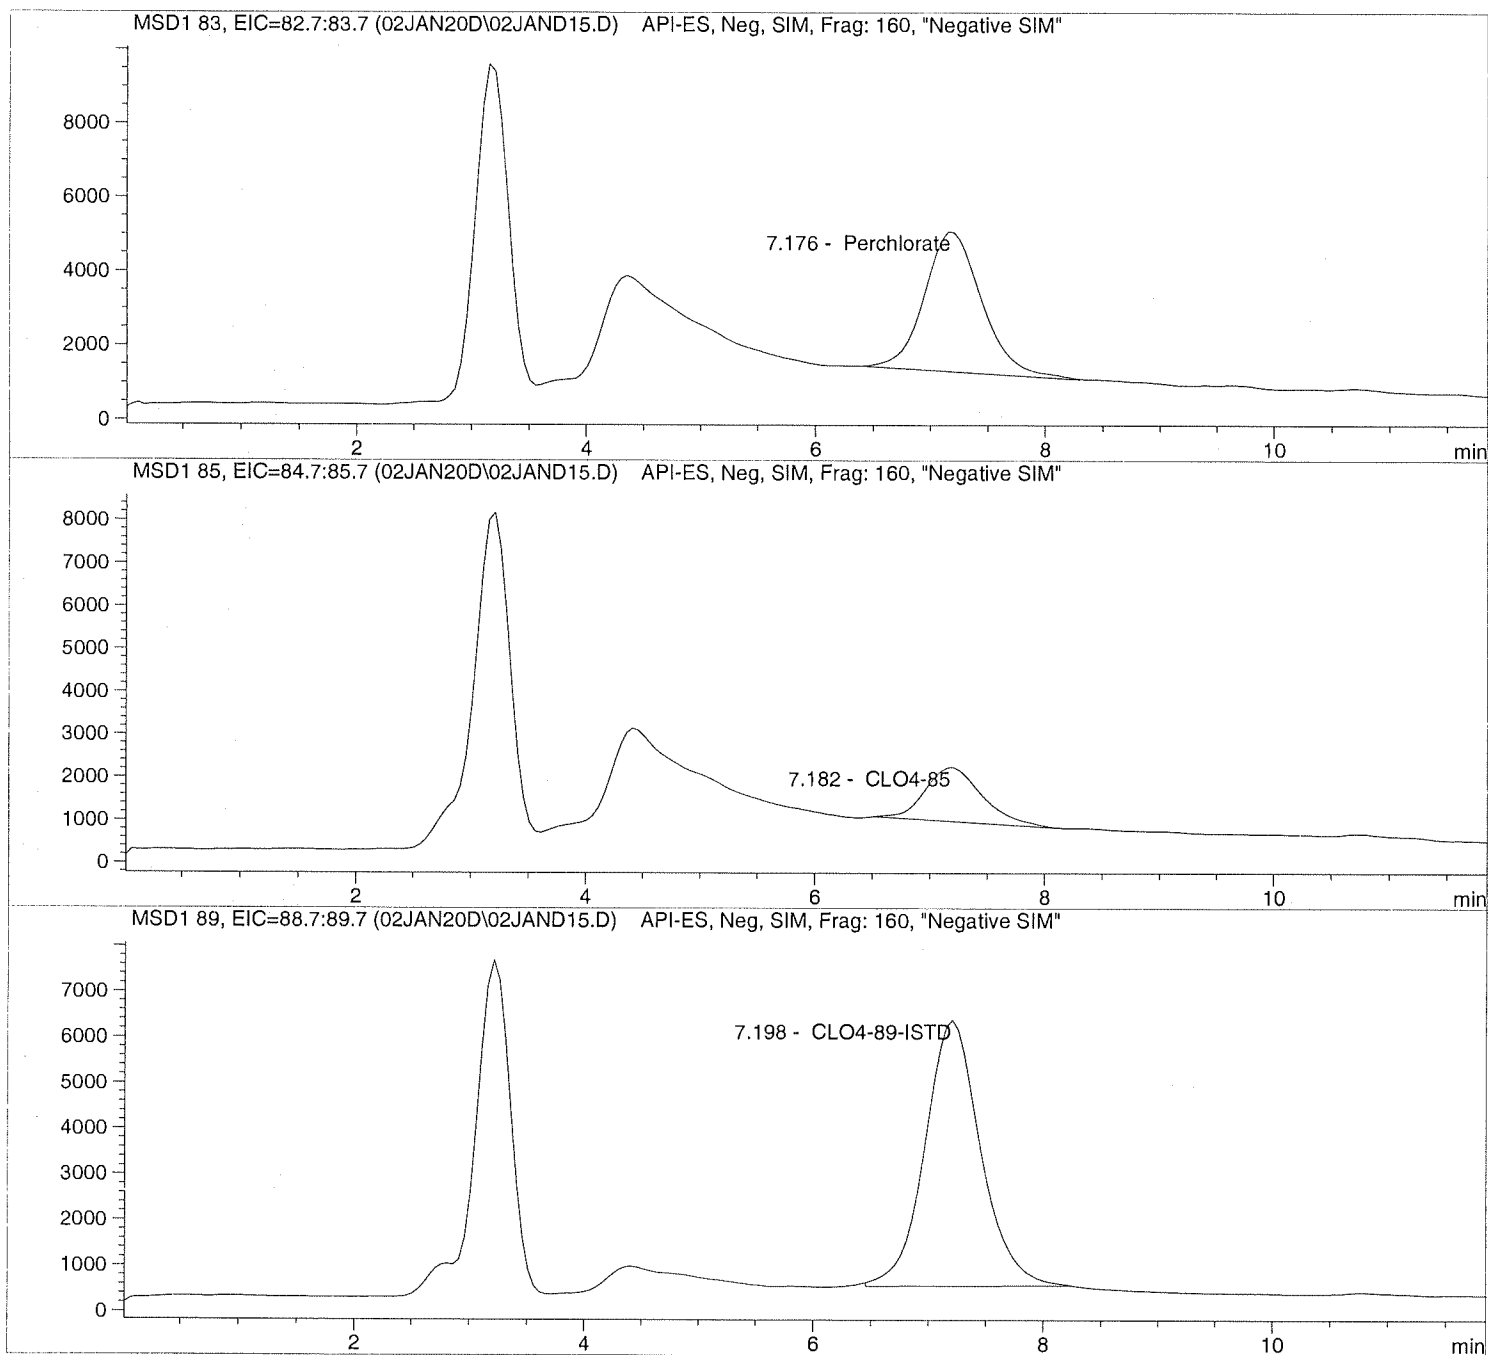 MSD1 83, EIC=82.7:83.7 (02JAN20D\02JAND15.D) API-ES, Neg, SIM, Frag: 160, "Negative SIM"
8000
6000
7.176 - Perchlorate
4000
2000
0
2 4 6 8 10 min
MSD1 85, EIC=84.7:85.7 (02JAN20D\02JAND15.D) API-ES, Neg, SIM, Frag: 160, "Negative SIM"
8000
7000
6000
5000
4000
3000
2000
7.182 - CLO4-85
1000
0
2 4 6 8 10 min
MSD1 89, EIC=88.7:89.7 (02JAN20D\02JAND15.D) API-ES, Neg, SIM, Frag: 160, "Negative SIM"
7000
6000
7.198 - CLO4-89-ISTD
5000
4000
3000
2000
1000
0
2 4 6 8 10 min